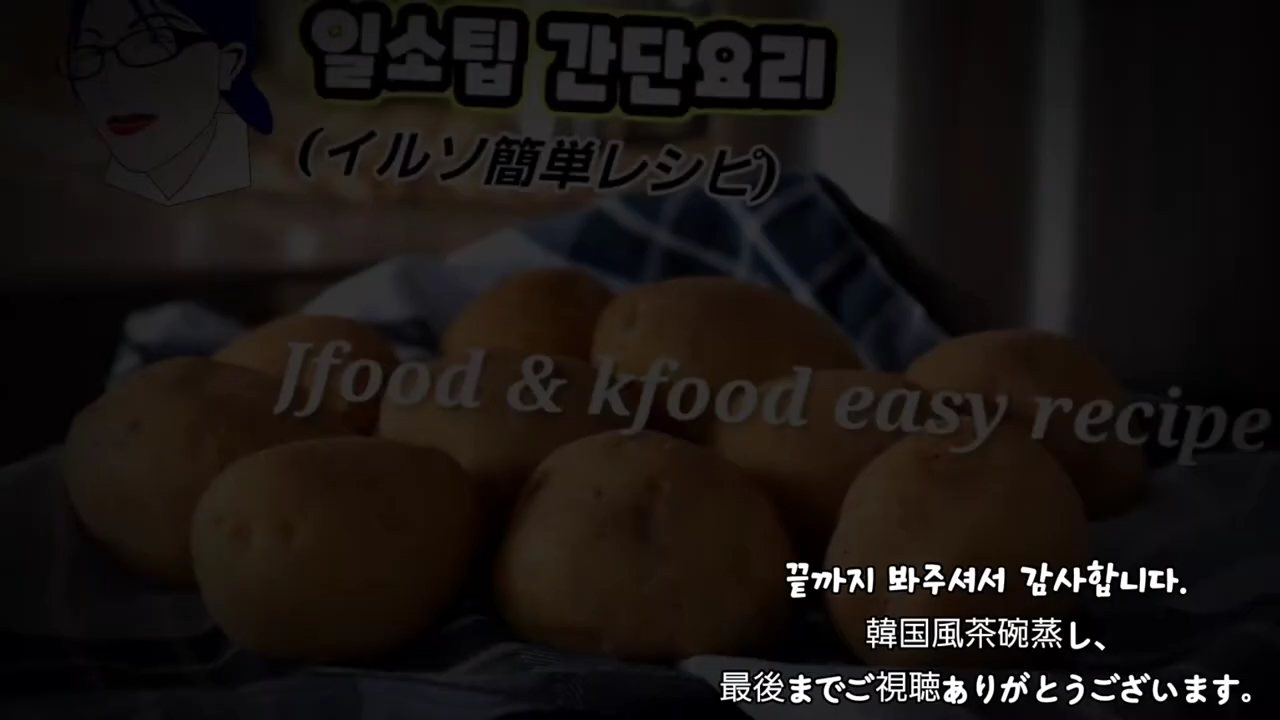 일소팁 간단요리
(イルソ簡単レシピ)
Jfood & kfood easy recipe
끝까지 봐주셔서 감사합니다.
韓国風茶碗蒸し、
最後までご視聴ありがとうございます。